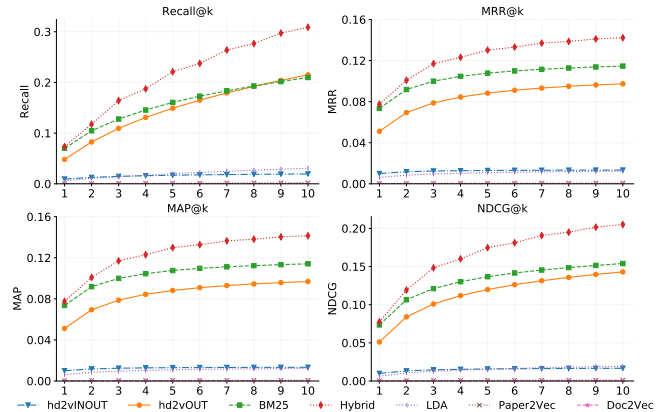 Recall@k
MRR@k
Recall
0.3
0.2
0.1
0.0
1 2 3 4 5 6 7 8 9 10
MRR
0.16
0.12
0.08
0.04
0.00
1 2 3 4 5 6 7 8 9 10
MAP@k
NDCG@k
MAP
0.16
0.12
0.08
0.04
0.00
1 2 3 4 5 6 7 8 9 10
NDCG
0.20
0.15
0.10
0.05
0.00
1 2 3 4 5 6 7 8 9 10
hd2vINOUT hd2vOUT BM25 Hybrid LDA Paper2Vec Doc2Vec